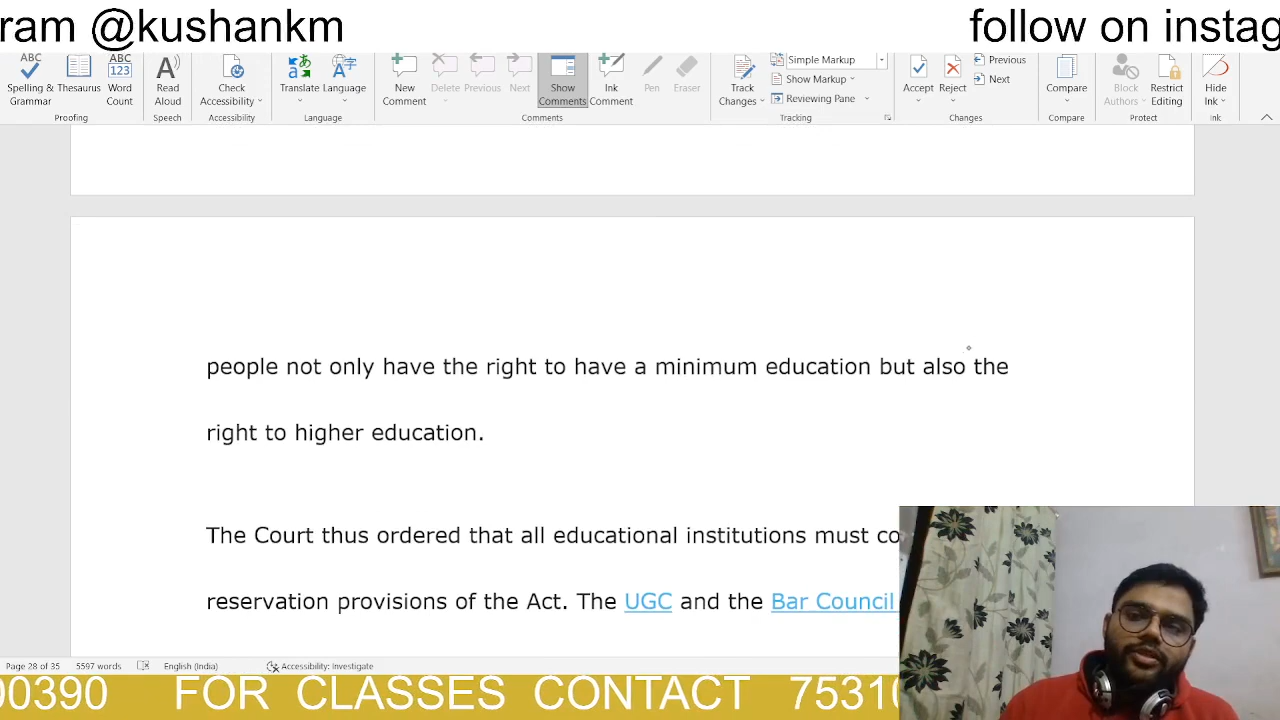 ram @kushankm
follow on instag
Spelling & Grammar
Thesaurus
Word Count
Proofing
Read Aloud
Speech
Check Accessibility
Accessibility
Translate
Language
Language
New Comment
Delete
Previous
Next
Show Comments
Ink Comment
Pen
Eraser
Comments
Track Changes
Simple Markup
Show Markup
Reviewing Pane
Tracking
Accept
Reject
Previous
Next
Changes
Compare
Compare
Block Authors
Restrict Editing
Protect
Hide Ink
Ink
people not only have the right to have a minimum education but also the
right to higher education.
The Court thus ordered that all educational institutions must co
reservation provisions of the Act. The UGC and the Bar Council
Page 28 of 35
5597 words
English (India)
Accessibility: Investigate
00390
FOR CLASSES CONTACT
7531